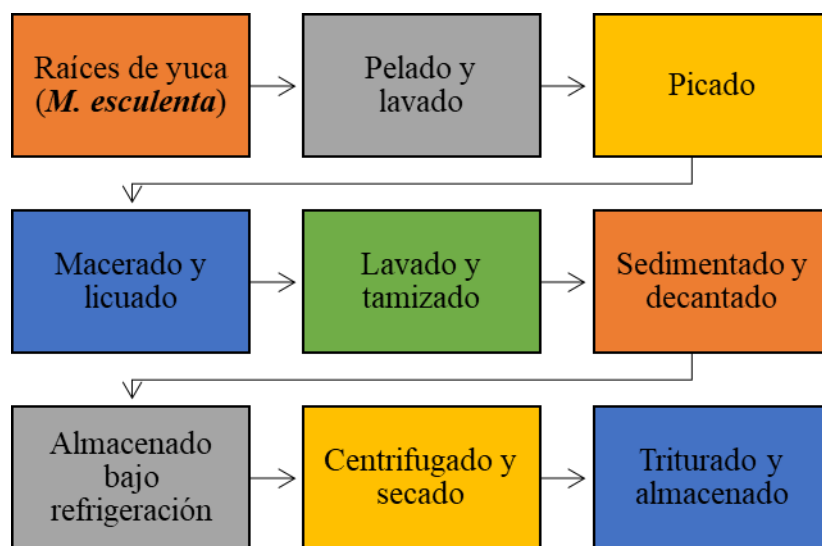 Raíces de yuca
(M. esculenta)
Pelado y
lavado
Picado
Macerado y
licuado
Lavado y
tamizado
Sedimentado y
decantado
Almacenado
bajo
refrigeración
Centrifugado y
secado
Triturado y
almacenado